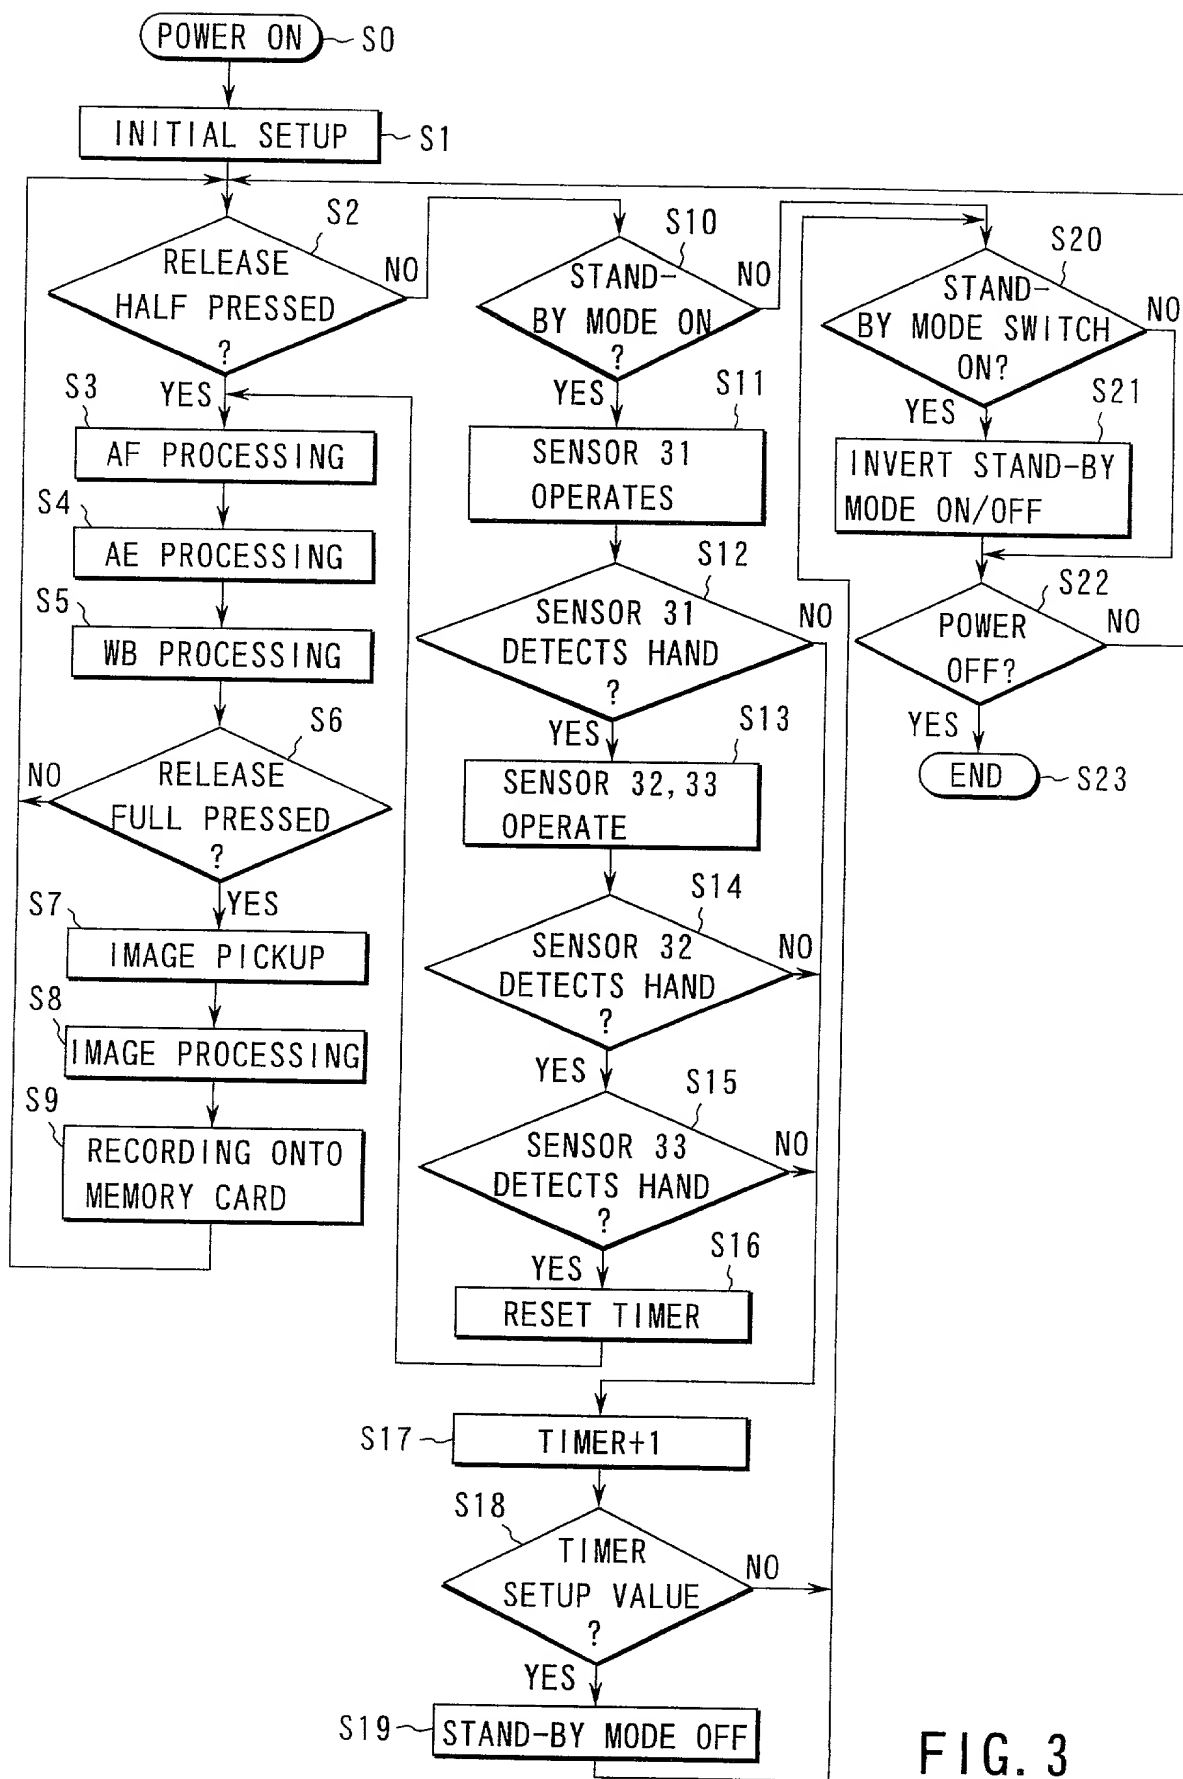 POWER ON
S0
INITIAL SETUP
S1
S2
RELEASE
HALF PRESSED
?
NO
YES
S3
AF PROCESSING
S4
AE PROCESSING
S5
WB PROCESSING
S6
RELEASE
FULL PRESSED
?
NO
YES
S7
IMAGE PICKUP
S8
IMAGE PROCESSING
S9
RECORDING ONTO
MEMORY CARD
S10
STAND-
BY MODE ON
?
NO
YES
S11
SENSOR 31
OPERATES
S12
SENSOR 31
DETECTS HAND
?
NO
YES
S13
SENSOR 32,33
OPERATE
S14
SENSOR 32
DETECTS HAND
?
NO
YES
S15
SENSOR 33
DETECTS HAND
?
NO
YES
S16
RESET TIMER
S17
TIMER+1
S18
TIMER
SETUP VALUE
?
NO
YES
S19
STAND-BY MODE OFF
S20
STAND-
BY MODE SWITCH
ON?
NO
YES
S21
INVERT STAND-BY
MODE ON/OFF
S22
POWER
OFF?
NO
YES
END
S23
FIG. 3